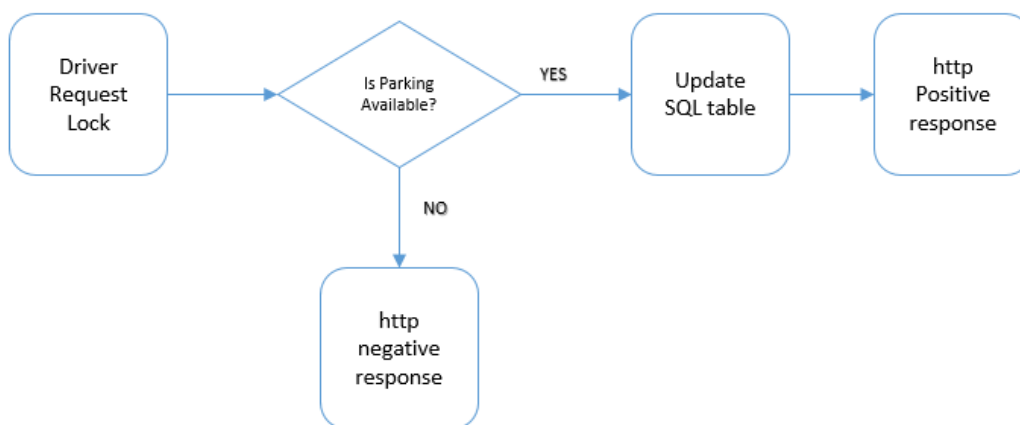 Driver
Request
Lock
Is Parking
Available?
YES
Update
SQL table
http
Positive
response
NO
http
negative
response